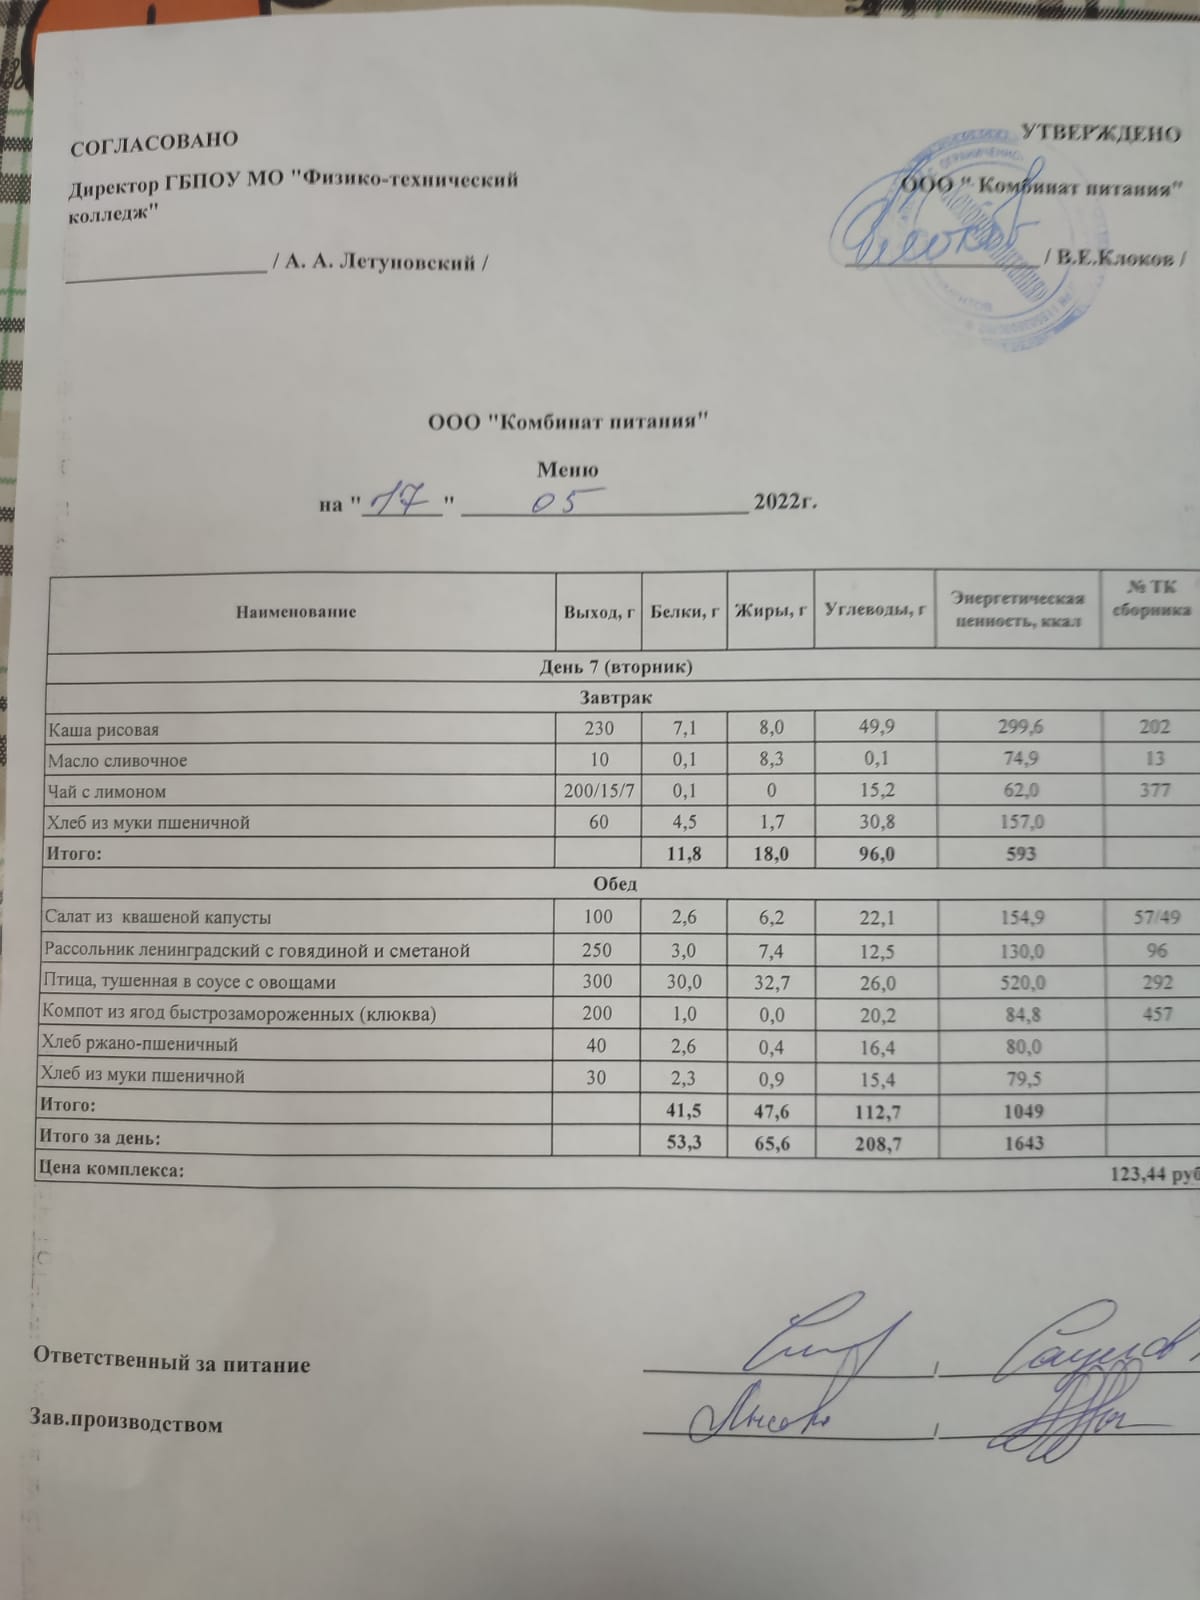 СОГЛАСОВАНО
Директор ГБПОУ МО "Физико-технический
колледж"
/ А. А. Летуновский /
УТВЕРЖДЕНО
ООО " Комбинат питания"
/ В.Е.Клоков /
ООО "Комбинат питания"
Меню
на "17" 05 2022г.
Наименование Выход, г Белки, г Жиры, г Углеводы, г Энергетическая ценность, ккал № ТК сборника
День 7 (вторник)
Завтрак
Каша рисовая 230 7,1 8,0 49,9 299,6 202
Масло сливочное 10 0,1 8,3 0,1 74,9 13
Чай с лимоном 200/15/7 0,1 0 15,2 62,0 377
Хлеб из муки пшеничной 60 4,5 1,7 30,8 157,0
Итого: 11,8 18,0 96,0 593
Обед
Салат из квашеной капусты 100 2,6 6,2 22,1 154,9 57/49
Рассольник ленинградский с говядиной и сметаной 250 3,0 7,4 12,5 130,0 96
Птица, тушенная в соусе с овощами 300 30,0 32,7 26,0 520,0 292
Компот из ягод быстрозамороженных (клюква) 200 1,0 0,0 20,2 84,8 457
Хлеб ржано-пшеничный 40 2,6 0,4 16,4 80,0
Хлеб из муки пшеничной 30 2,3 0,9 15,4 79,5
Итого: 41,5 47,6 112,7 1049
Итого за день: 53,3 65,6 208,7 1643
Цена комплекса: 123,44 руб
Ответственный за питание
Зав.производством